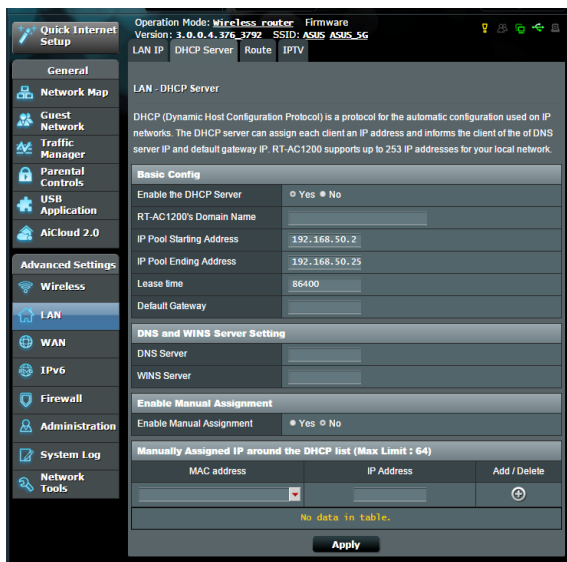 Quick Internet
Setup
Operation Mode: Wireless router Firmware
Version: 3.0.0.4.376_3792 SSID: ASUS ASUS_5G
LAN IP DHCP Server Route IPTV
General
Network Map
Guest
Network
Traffic
Manager
Parental
Controls
USB
Application
AiCloud 2.0
Advanced Settings
Wireless
LAN
WAN
IPv6
Firewall
Administration
System Log
Network
Tools
LAN - DHCP Server
DHCP (Dynamic Host Configuration Protocol) is a protocol for the automatic configuration used on IP
networks. The DHCP server can assign each client an IP address and informs the client of the of DNS
server IP and default gateway IP. RT-AC1200 supports up to 253 IP addresses for your local network.
Basic Config
Enable the DHCP Server Yes No
RT-AC1200's Domain Name
IP Pool Starting Address 192.168.50.2
IP Pool Ending Address 192.168.50.25
Lease time 86400
Default Gateway
DNS and WINS Server Setting
DNS Server
WINS Server
Enable Manual Assignment
Enable Manual Assignment Yes No
Manually Assigned IP around the DHCP list (Max Limit : 64)
MAC address IP Address Add / Delete
No data in table.
Apply